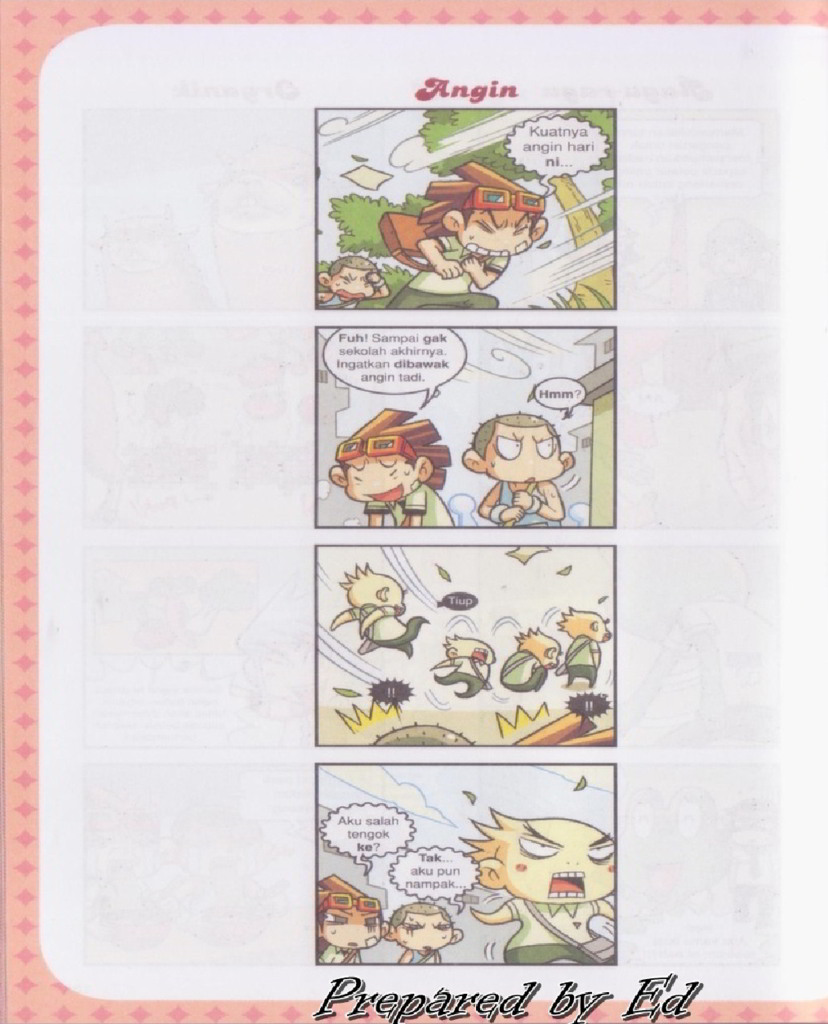 Angin
Kuatnya
angin hari
ni...
Fuh! Sampai gak
sekolah akhirnya.
Ingatkan dibawak
angin tadi.
Hmm?
Tiup
!!
!!
Aku salah
tengok
ke?
Tak...
aku pun
nampak...
Prepared by Ed